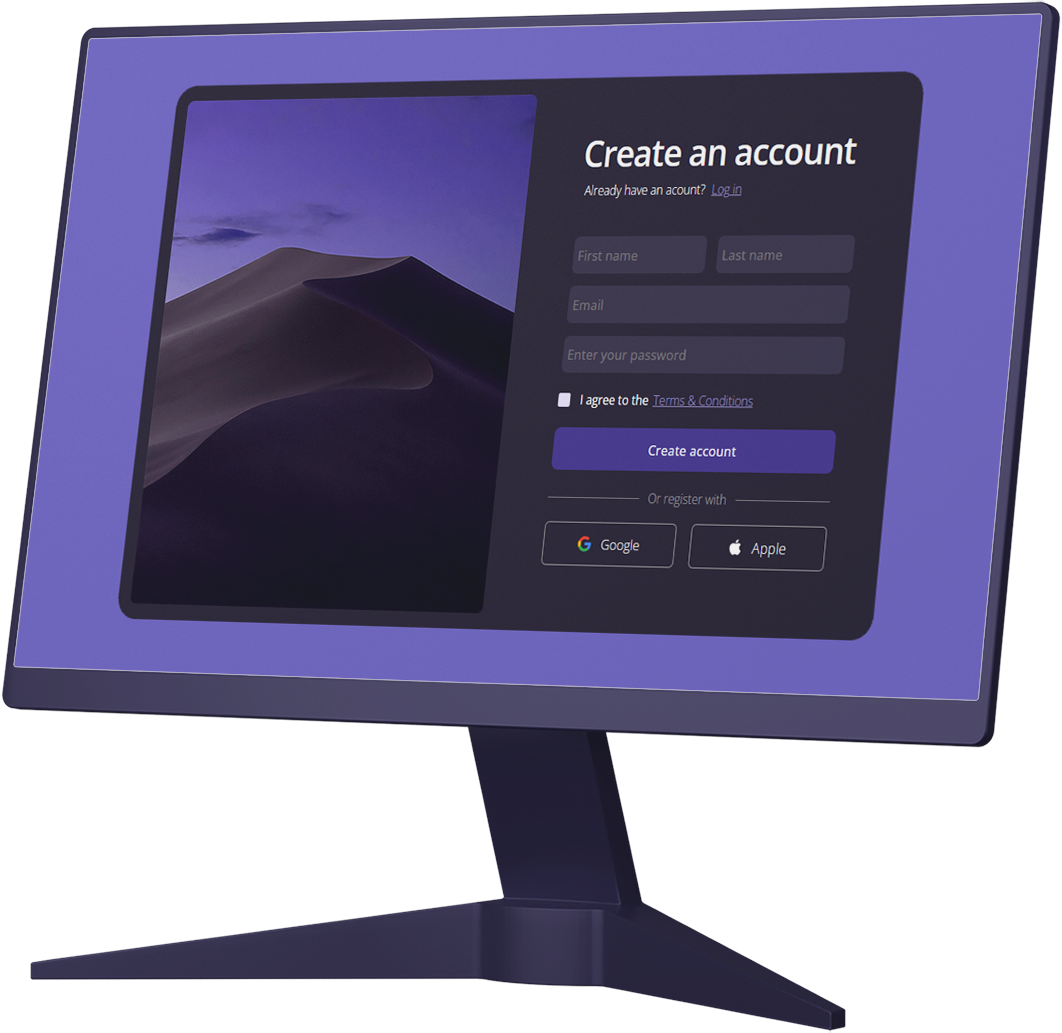 Create an account
Already have an acount? Log in
First name Last name
Email
Enter your password
I agree to the Terms & Conditions
Create account
Or register with
Google Apple